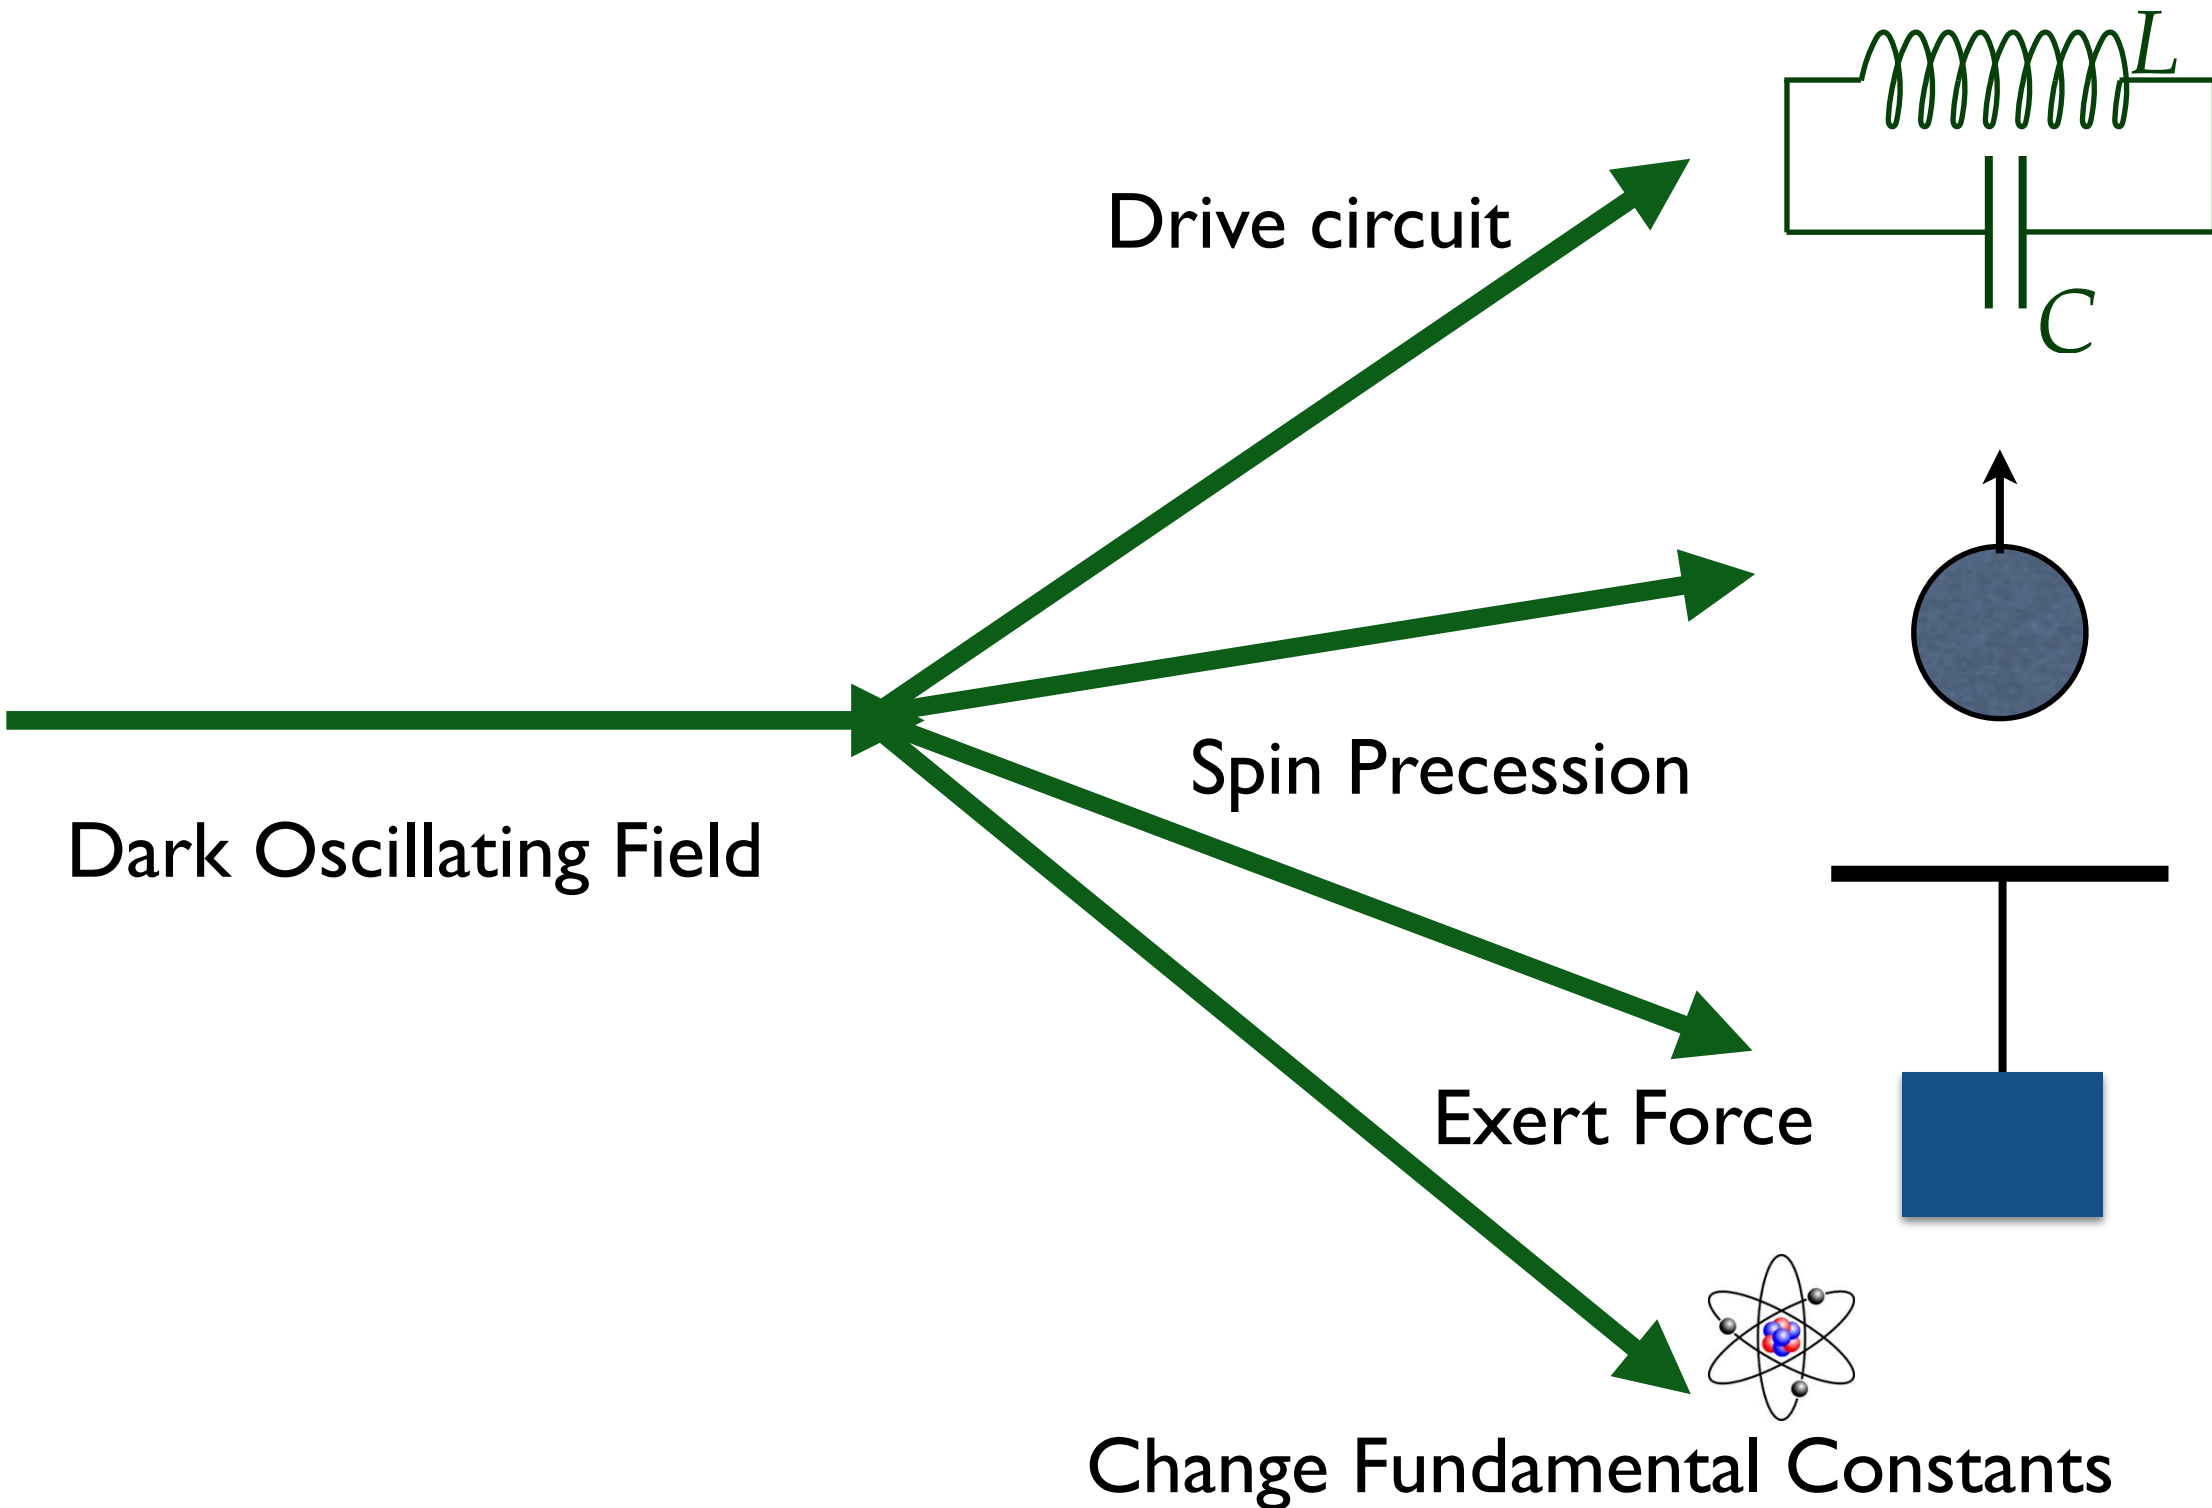 L
Drive circuit
C
Spin Precession
Dark Oscillating Field
Exert Force
Change Fundamental Constants